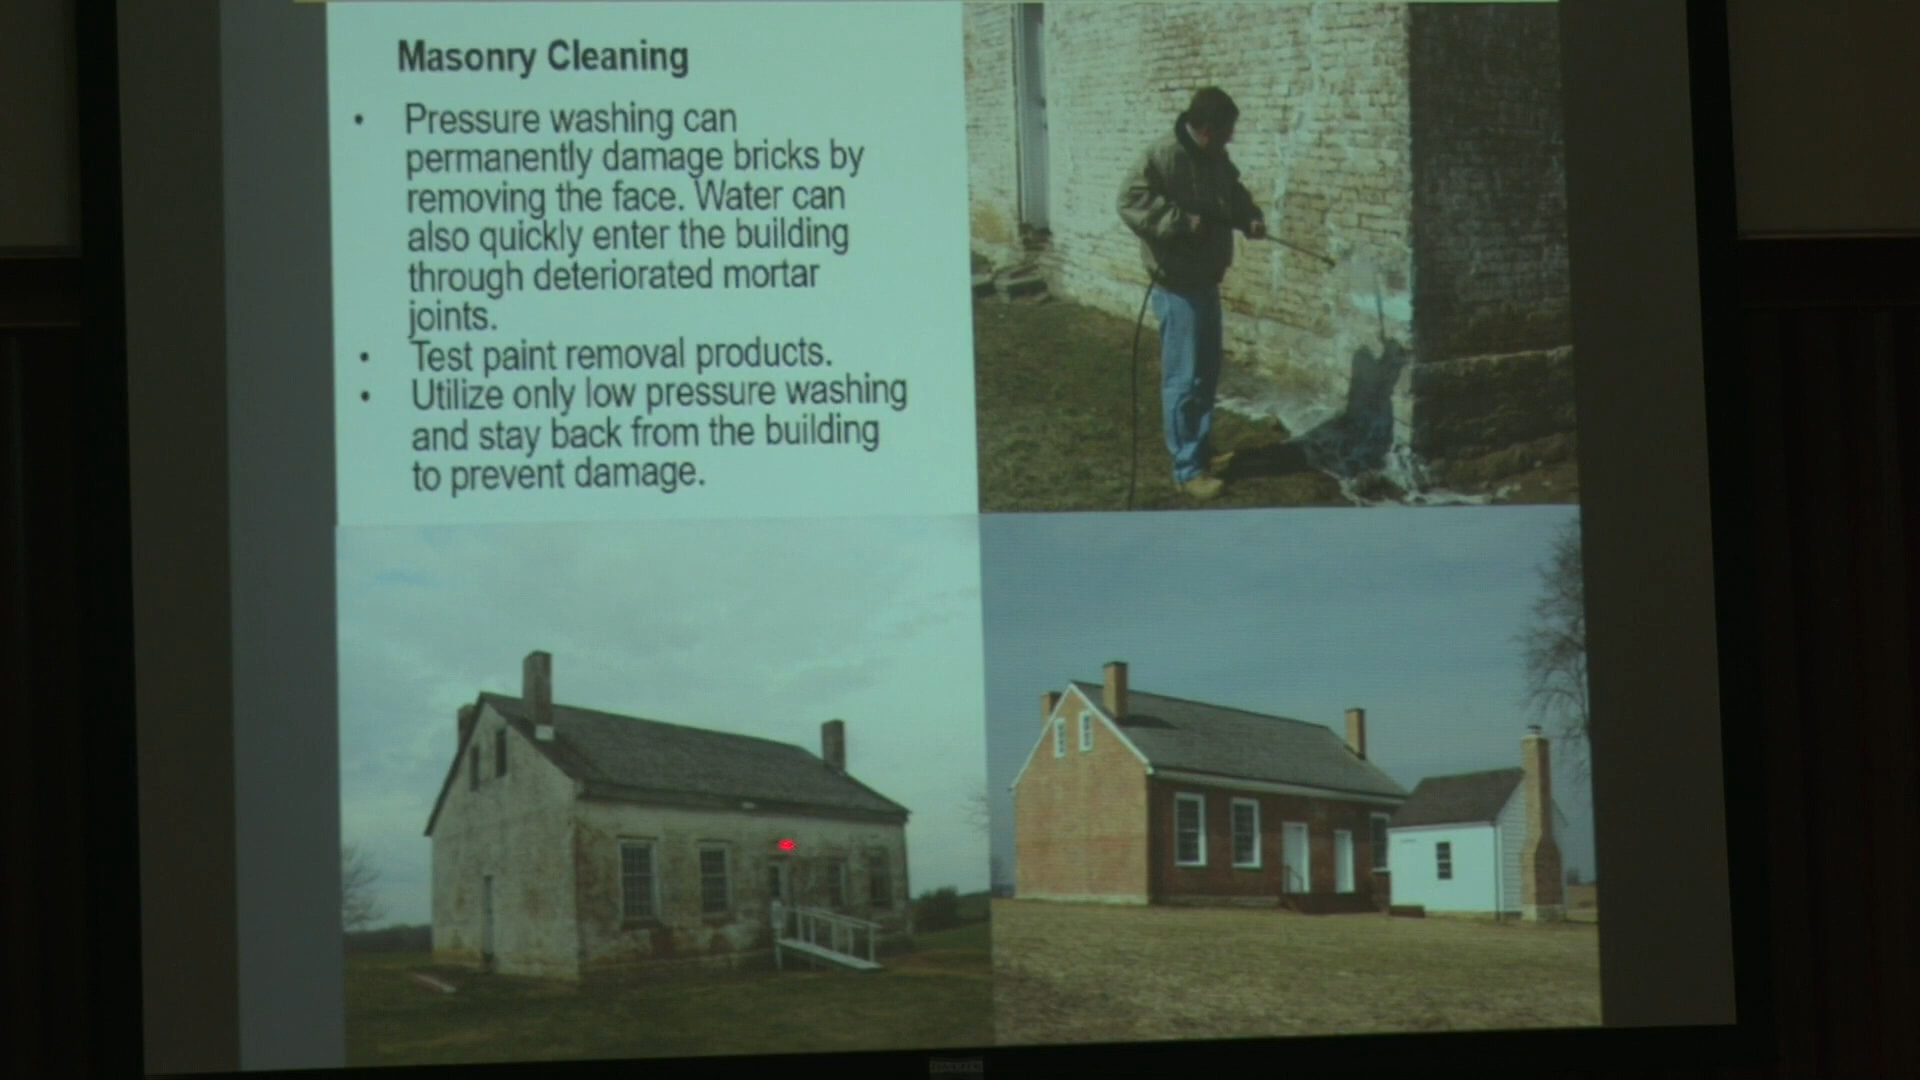 Masonry Cleaning
• Pressure washing can
permanently damage bricks by
removing the face. Water can
also quickly enter the building
through deteriorated mortar
joints.
• Test paint removal products.
• Utilize only low pressure washing
and stay back from the building
to prevent damage.